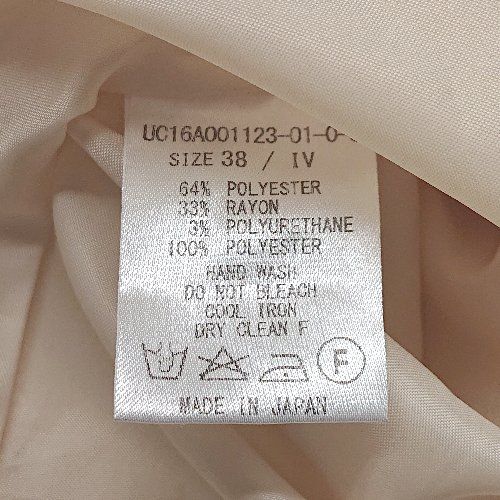 UC16A001123-01-0-
SIZE 38 / IV
64% POLYESTER
33% RAYON
3% POLYURETHANE
100% POLYESTER
HAND WASH
DO NOT BLEACH
COOL IRON
DRY CLEAN F
F
MADE IN JAPAN